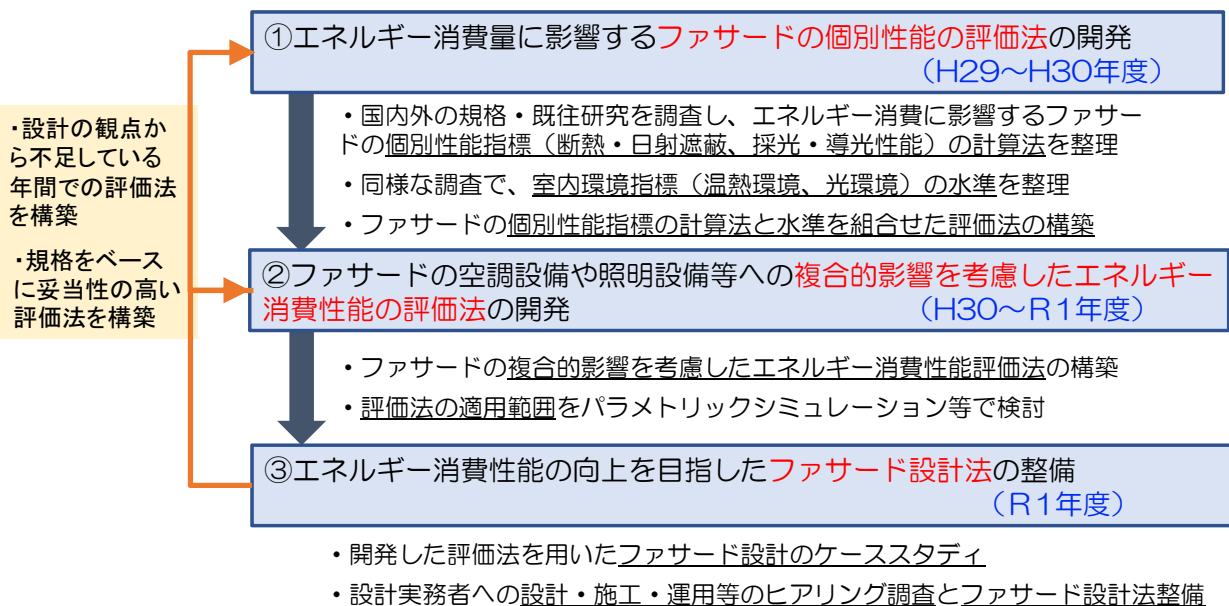 ①エネルギー消費量に影響するファサードの個別性能の評価法の開発
（H29～H30年度）
・設計の観点か
ら不足している
年間での評価法
を構築
・規格をベース
に妥当性の高い
評価法を構築
・国内外の規格・既往研究を調査し、エネルギー消費に影響するファサー
ドの個別性能指標（断熱・日射遮蔽、採光・導光性能）の計算法を整理
・同様な調査で、室内環境指標（温熱環境、光環境）の水準を整理
・ファサードの個別性能指標の計算法と水準を組合せた評価法の構築
②ファサードの空調設備や照明設備等への複合的影響を考慮したエネルギー
消費性能の評価法の開発 （H30～R1年度）
・ファサードの複合的影響を考慮したエネルギー消費性能評価法の構築
・評価法の適用範囲をパラメトリックシミュレーション等で検討
③エネルギー消費性能の向上を目指したファサード設計法の整備
（R1年度）
・開発した評価法を用いたファサード設計のケーススタディ
・設計実務者への設計・施工・運用等のヒアリング調査とファサード設計法整備